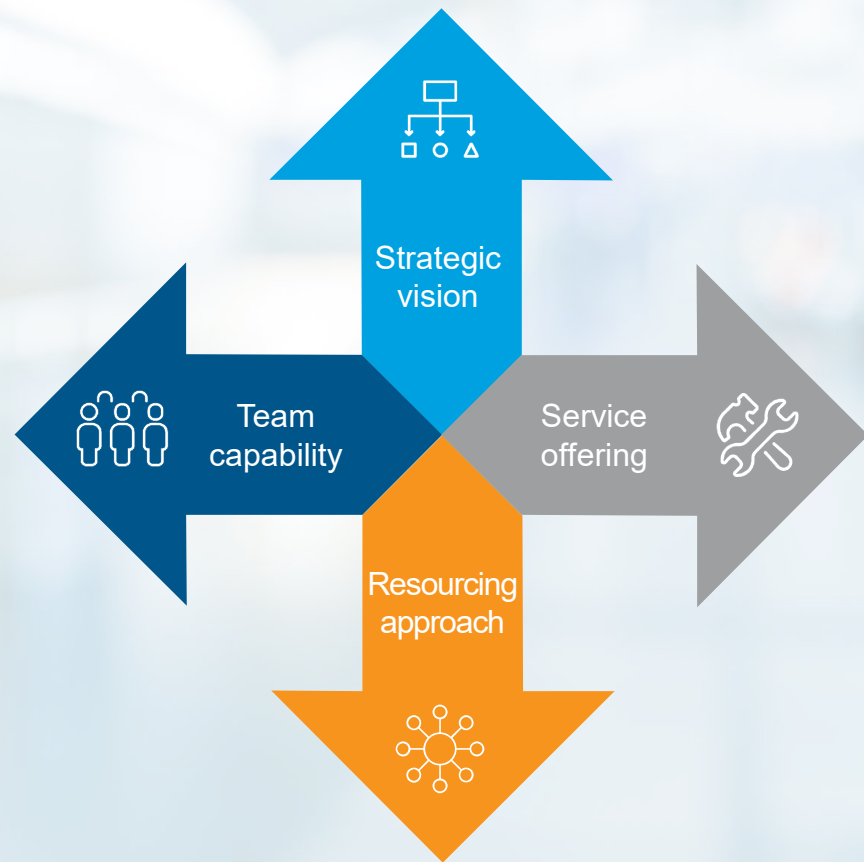 Strategic
vision
Team
capability
Service
offering
Resourcing
approach